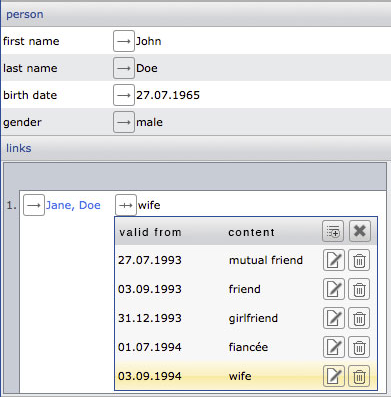 person
first name John
last name Doe
birth date 27.07.1965
gender male
links
1. Jane, Doe wife
valid from content
27.07.1993 mutual friend
03.09.1993 friend
31.12.1993 girlfriend
01.07.1994 fiancée
03.09.1994 wife